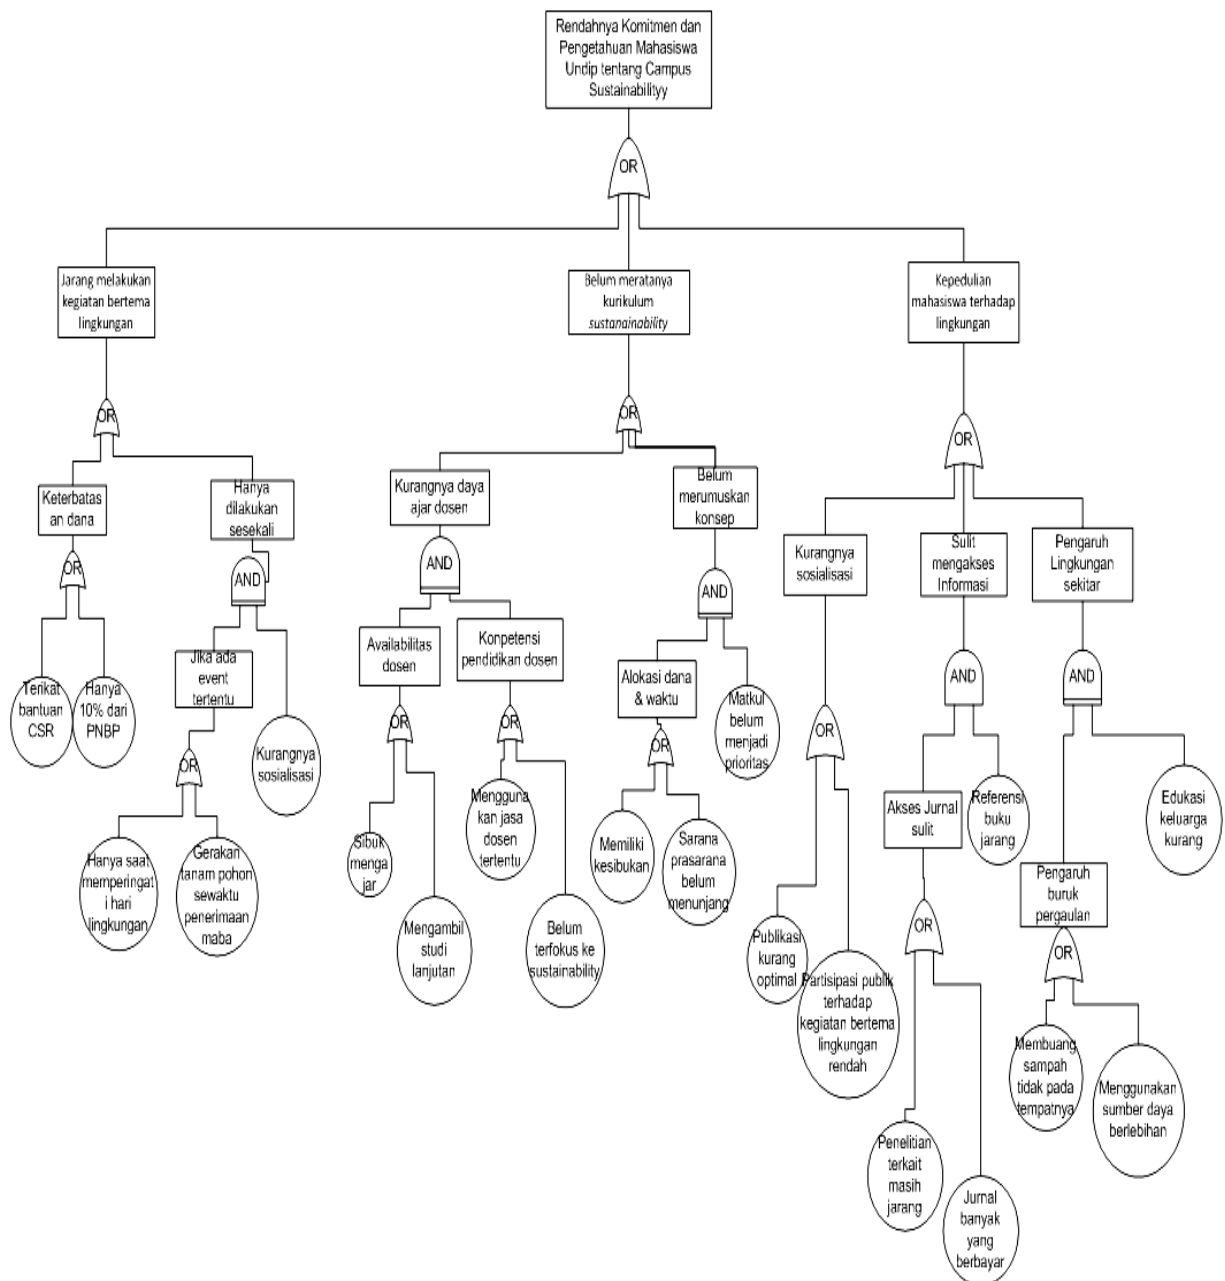 Rendahnya Komitmen dan
Pengetahuan Mahasiswa
Undip tentang Campus
Sustainabilityy
OR
Jarang melakukan
kegiatan bertema
lingkungan
Belum meratanya
kurikulum
sustanainability
Kepedulian
mahasiswa terhadap
lingkungan
OR
OR
OR
Keterbatas
an dana
Hanya
dilakukan
sesekali
Kurangnya daya
ajar dosen
Belum
merumuskan
konsep
Kurangnya
sosialisasi
Sulit
mengakses
Informasi
Pengaruh
Lingkungan
sekitar
OR
AND
AND
AND
Jika ada
event
tertentu
Availabilitas
dosen
Konpetensi
pendidikan dosen
Alokasi dana
& waktu
AND
AND
Terikat
bantuan
CSR
Hanya
10% dari
PNBP
Kurangnya
sosialisasi
Matkul
belum
menjadi
prioritas
OR
OR
OR
OR
OR
Hanya saat
memperingat
i hari
lingkungan
Gerakan
tanam pohon
sewaktu
penerimaan
maba
Sibuk
menga
jar
Mengguna
kan jasa
dosen
tertentu
Memiliki
kesibukan
Sarana
prasarana
belum
menunjang
Akses Jurnal
sulit
Referensi
buku
jarang
Edukasi
keluarga
kurang
Mengambil
studi
lanjutan
Belum
terfokus ke
sustainability
Publikasi
kurang
optimal
Partisipasi publik
terhadap
kegiatan bertema
lingkungan
rendah
OR
Pengaruh
buruk
pergaulan
OR
Membuang
sampah
tidak pada
tempatnya
Menggunakan
sumber daya
berlebihan
Penelitian
terkait
masih
jarang
Jurnal
banyak
yang
berbayar